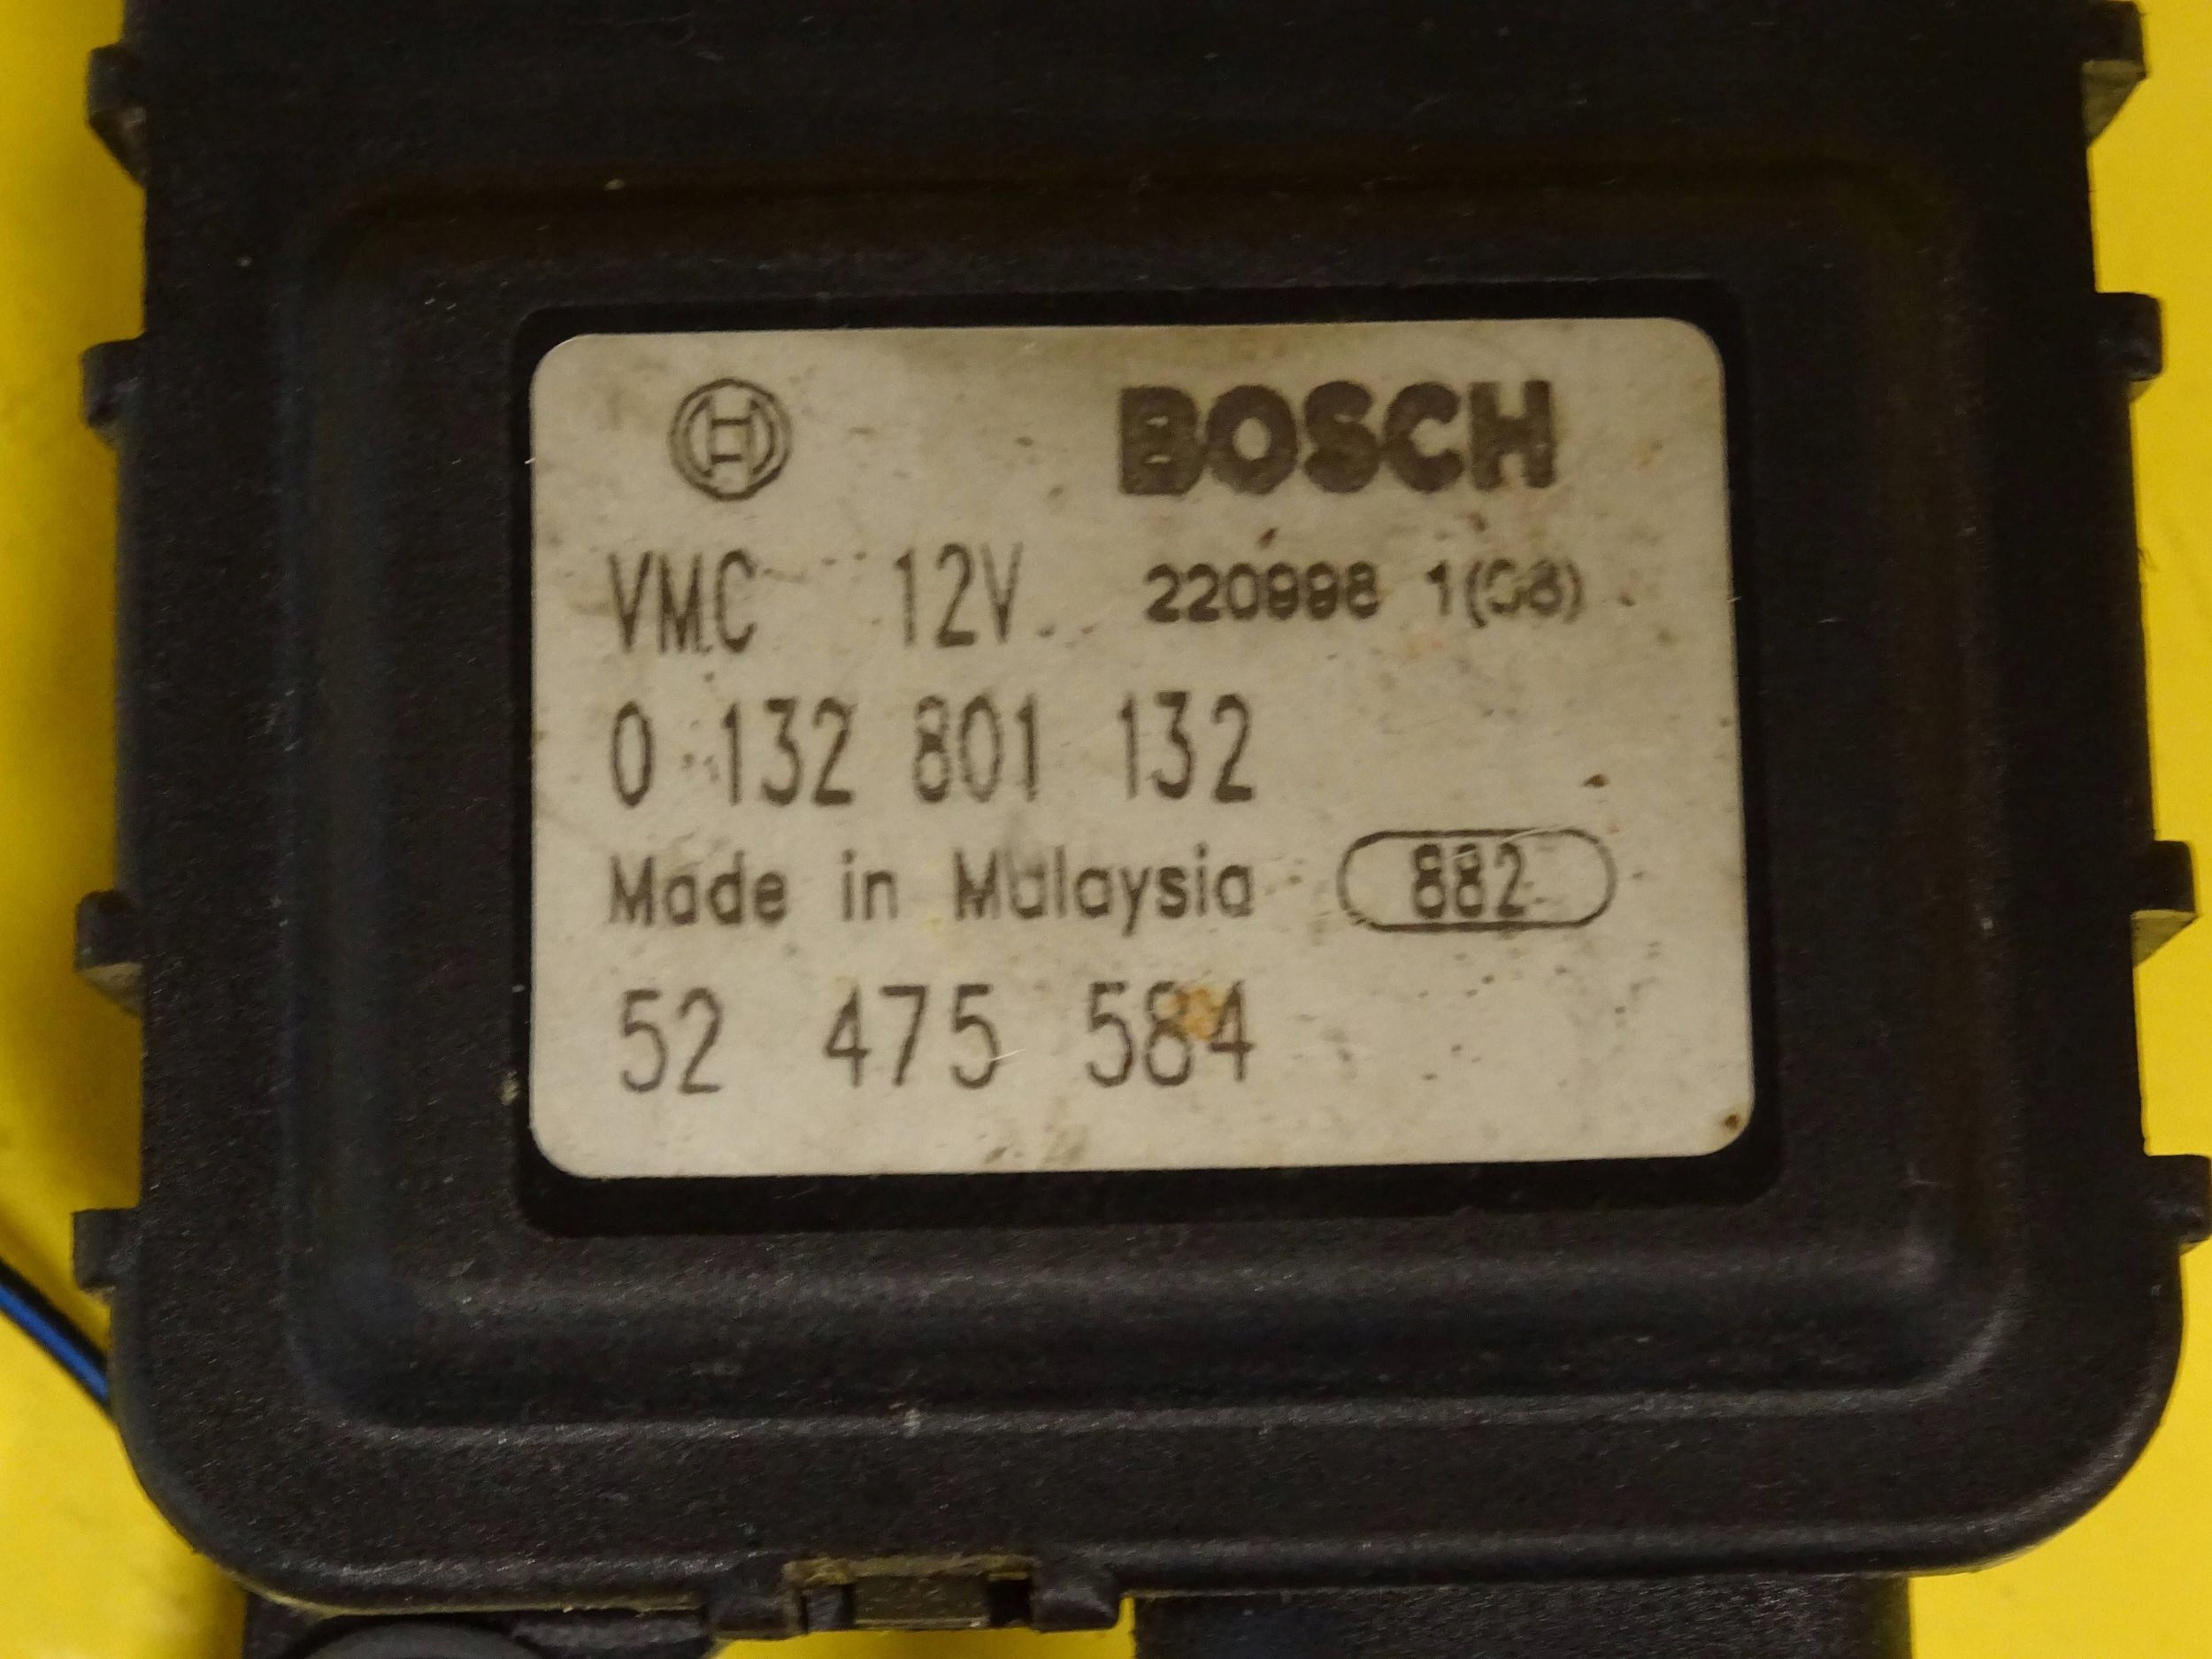 BOSCH
VMC 12V 220998 1(08)
0 132 801 132
Made in Malaysia 882
52 475 584